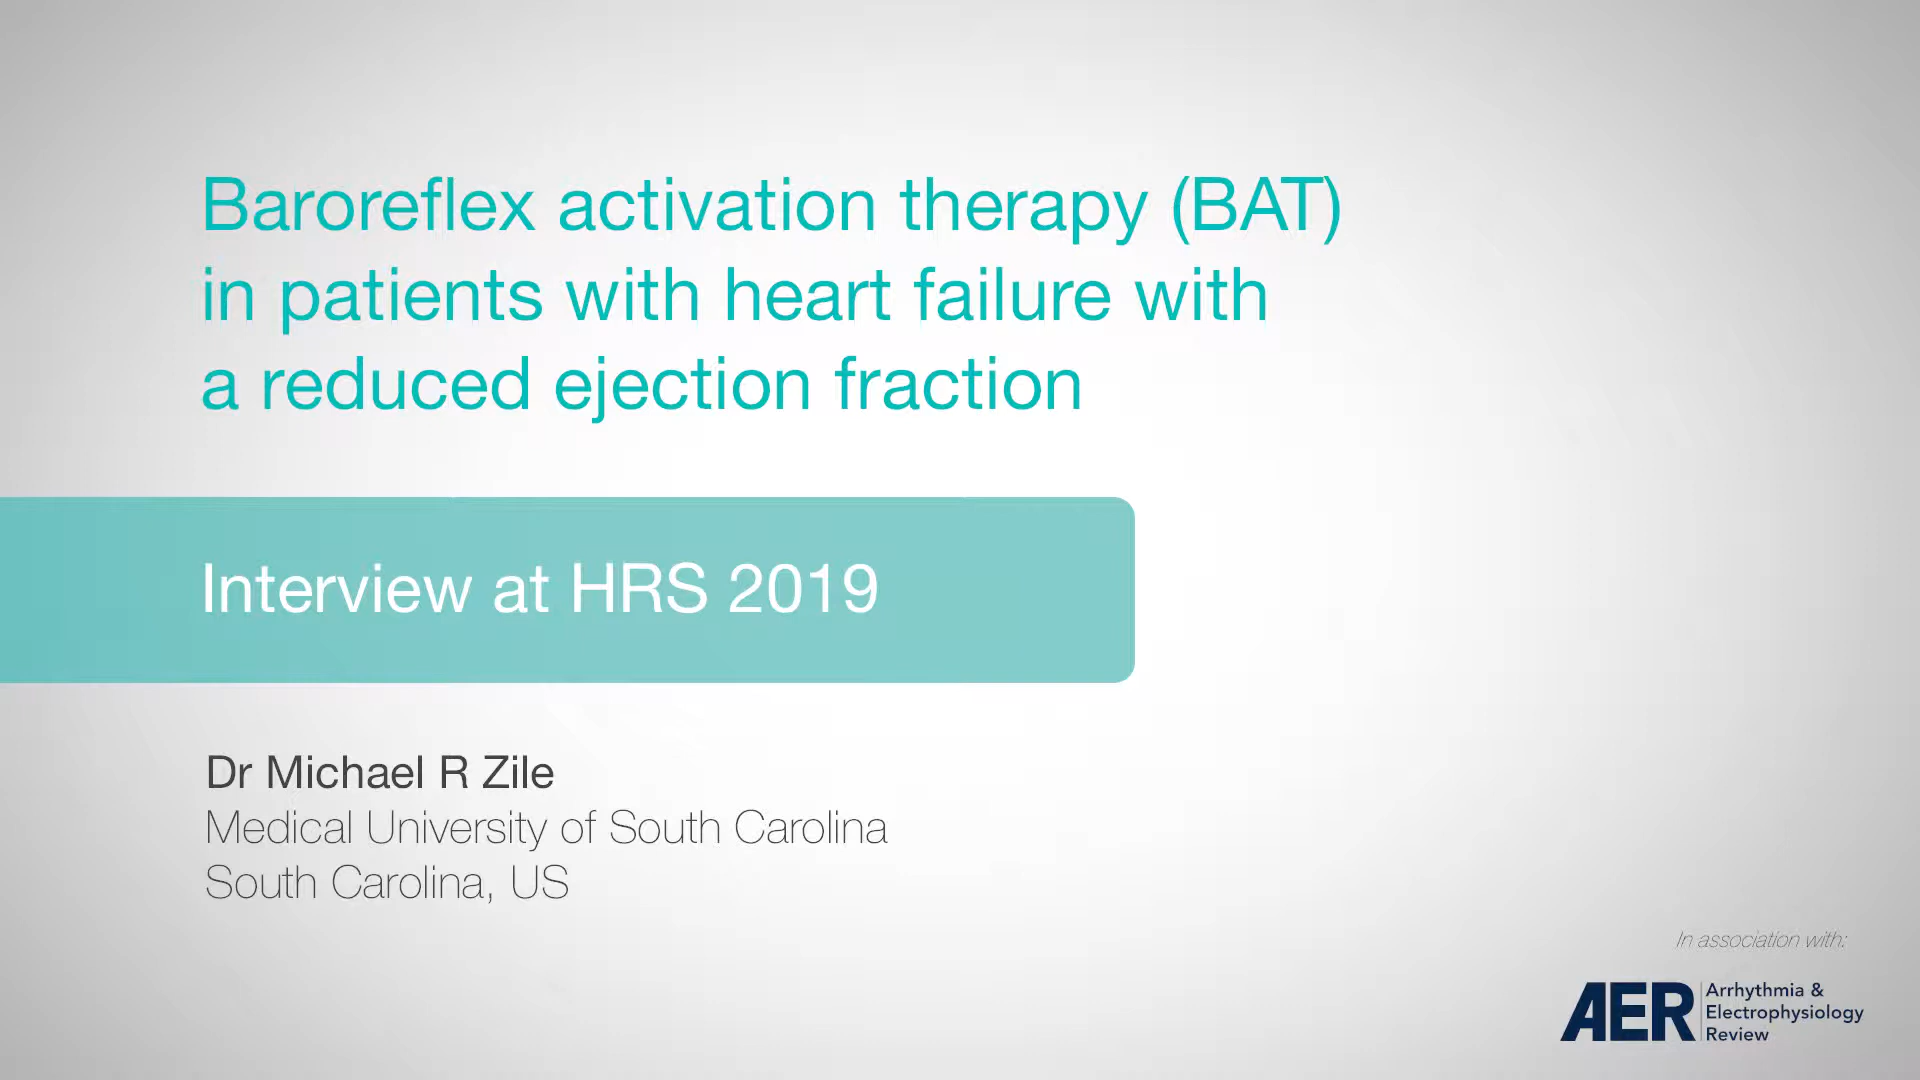 Baroreflex activation therapy (BAT)
in patients with heart failure with
a reduced ejection fraction
Interview at HRS 2019
Dr Michael R Zile
Medical University of South Carolina
South Carolina, US
In association with:
AER
Arrhythmia &
Electrophysiology
Review